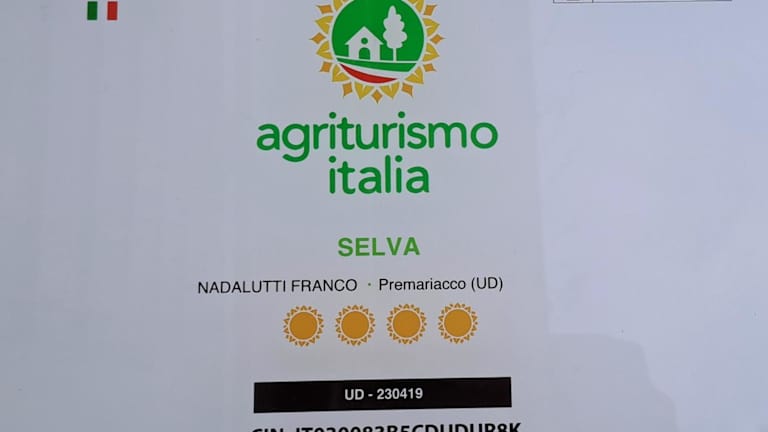 agriturismo
italia
SELVA
NADALUTTI FRANCO · Premariacco (UD)
UD - 230419